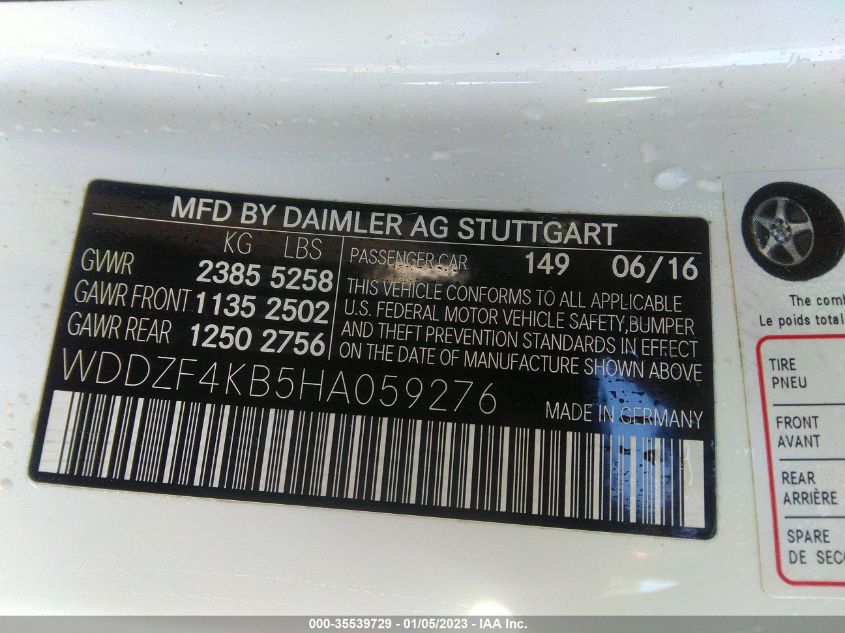 MFD BY DAIMLER AG STUTTGART
KG LBS
GVWR 2385 5258
GAWR FRONT 1135 2502
GAWR REAR 1250 2756
PASSENGER CAR 149 06/16
THIS VEHICLE CONFORMS TO ALL APPLICABLE
U.S. FEDERAL MOTOR VEHICLE SAFETY,BUMPER
AND THEFT PREVENTION STANDARDS IN EFFECT
ON THE DATE OF MANUFACTURE SHOWN ABOVE.
WDDZF4KB5HA059276 MADE IN GERMANY
The
Le poids total
TIRE
PNEU
FRONT
AVANT
REAR
ARRIÈRE
SPARE
DE
000-35539729 - 01/05/2023 - IAA Inc.